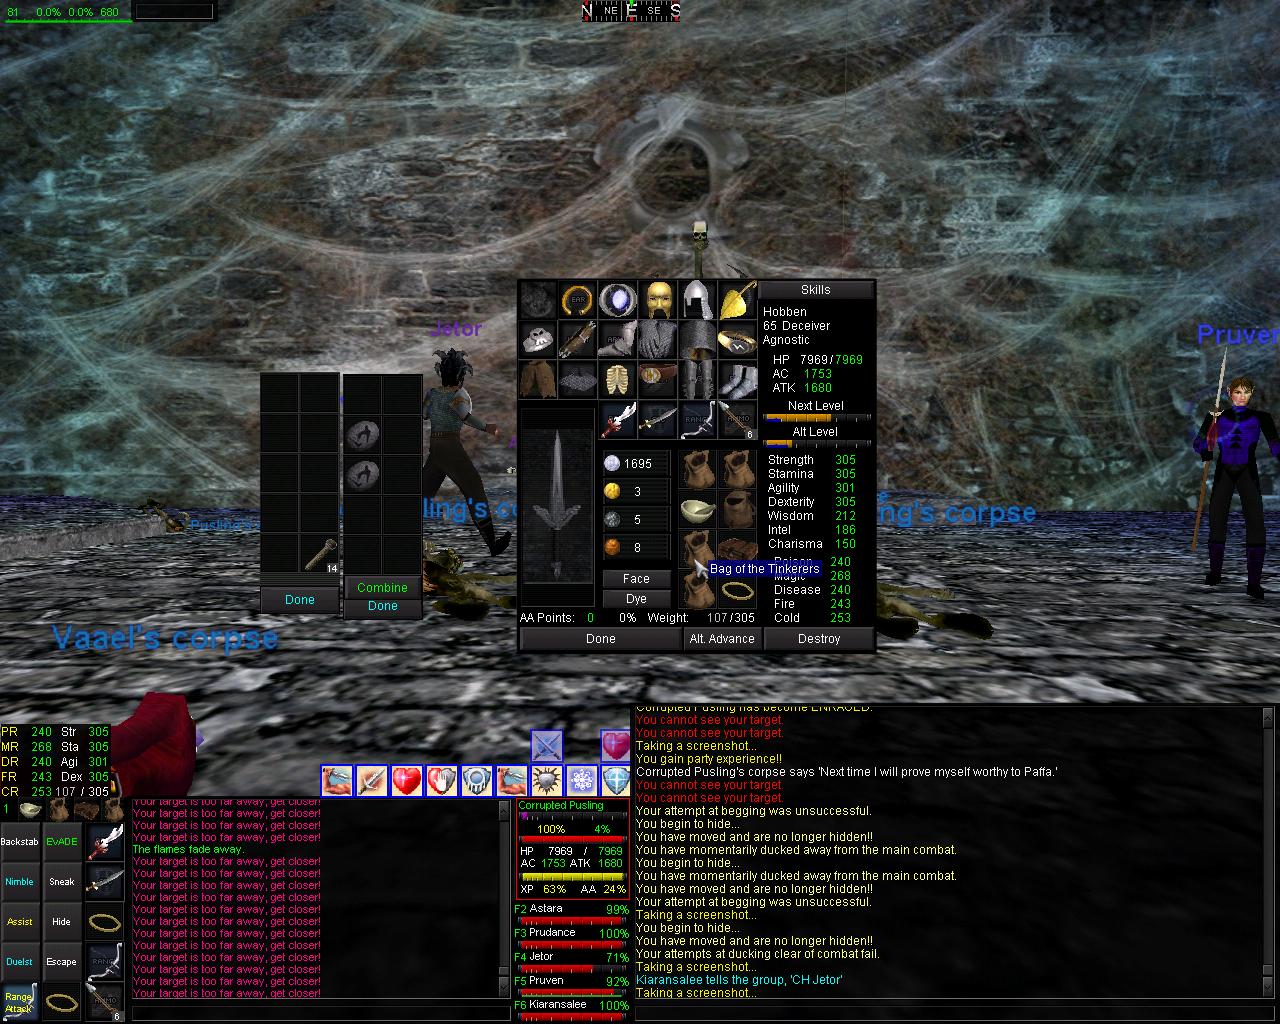 81 0.0% 0.0% 680
N NE E SE S
Jetor
Pruven
Pusling's
ling's co
ng's corpse
Vaael's corpse
14
Done
Combine
Done
EAR
Skills
Hobben
65 Deceiver
Agnostic
HP 7969/7969
AC 1753
ATK 1680
Next Level
Alt Level
RANG
AMMO
6
1695
3
5
8
Strength 305
Stamina 305
Agility 301
Dexterity 305
Wisdom 212
Intel 186
Charisma 150
Poison 240
Magic 268
Disease 240
Fire 243
Cold 253
Bag of the Tinkerers
Face
Dye
AA Points: 0 0% Weight: 107/305
Done
Alt. Advance
Destroy
PR 240 Str 305
MR 268 Sta 305
DR 240 Agi 301
FR 243 Dex 305
CR 253 107 / 305
1
Backstab
EvADE
Nimble
Sneak
Assist
Hide
Duelst
Escape
RANG
Range Attack
AMMO
6
Your target is too far away, get closer!
Your target is too far away, get closer!
Your target is too far away, get closer!
Your target is too far away, get closer!
The flames fade away.
Your target is too far away, get closer!
Your target is too far away, get closer!
Your target is too far away, get closer!
Your target is too far away, get closer!
Your target is too far away, get closer!
Your target is too far away, get closer!
Your target is too far away, get closer!
Your target is too far away, get closer!
Your target is too far away, get closer!
Your target is too far away, get closer!
Your target is too far away, get closer!
Corrupted Pusling
100% 4%
HP 7969 / 7969
AC 1753 ATK 1680
XP 63% AA 24%
F2 Astara 99%
F3 Prudance 100%
F4 Jetor 71%
F5 Pruven 92%
F6 Kiaransalee 100%
Corrupted Pusling has become ENRAGED.
You cannot see your target.
You cannot see your target.
Taking a screenshot...
You gain party experience!!
Corrupted Pusling's corpse says 'Next time I will prove myself worthy to Paffa.'
You cannot see your target.
You cannot see your target.
Your attempt at begging was unsuccessful.
You begin to hide...
You have moved and are no longer hidden!!
You have momentarily ducked away from the main combat.
You begin to hide...
You have momentarily ducked away from the main combat.
You have moved and are no longer hidden!!
Your attempt at begging was unsuccessful.
Taking a screenshot...
You begin to hide...
You have moved and are no longer hidden!!
Your attempts at ducking clear of combat fail.
Taking a screenshot...
Kiaransalee tells the group, 'CH Jetor'
Taking a screenshot...